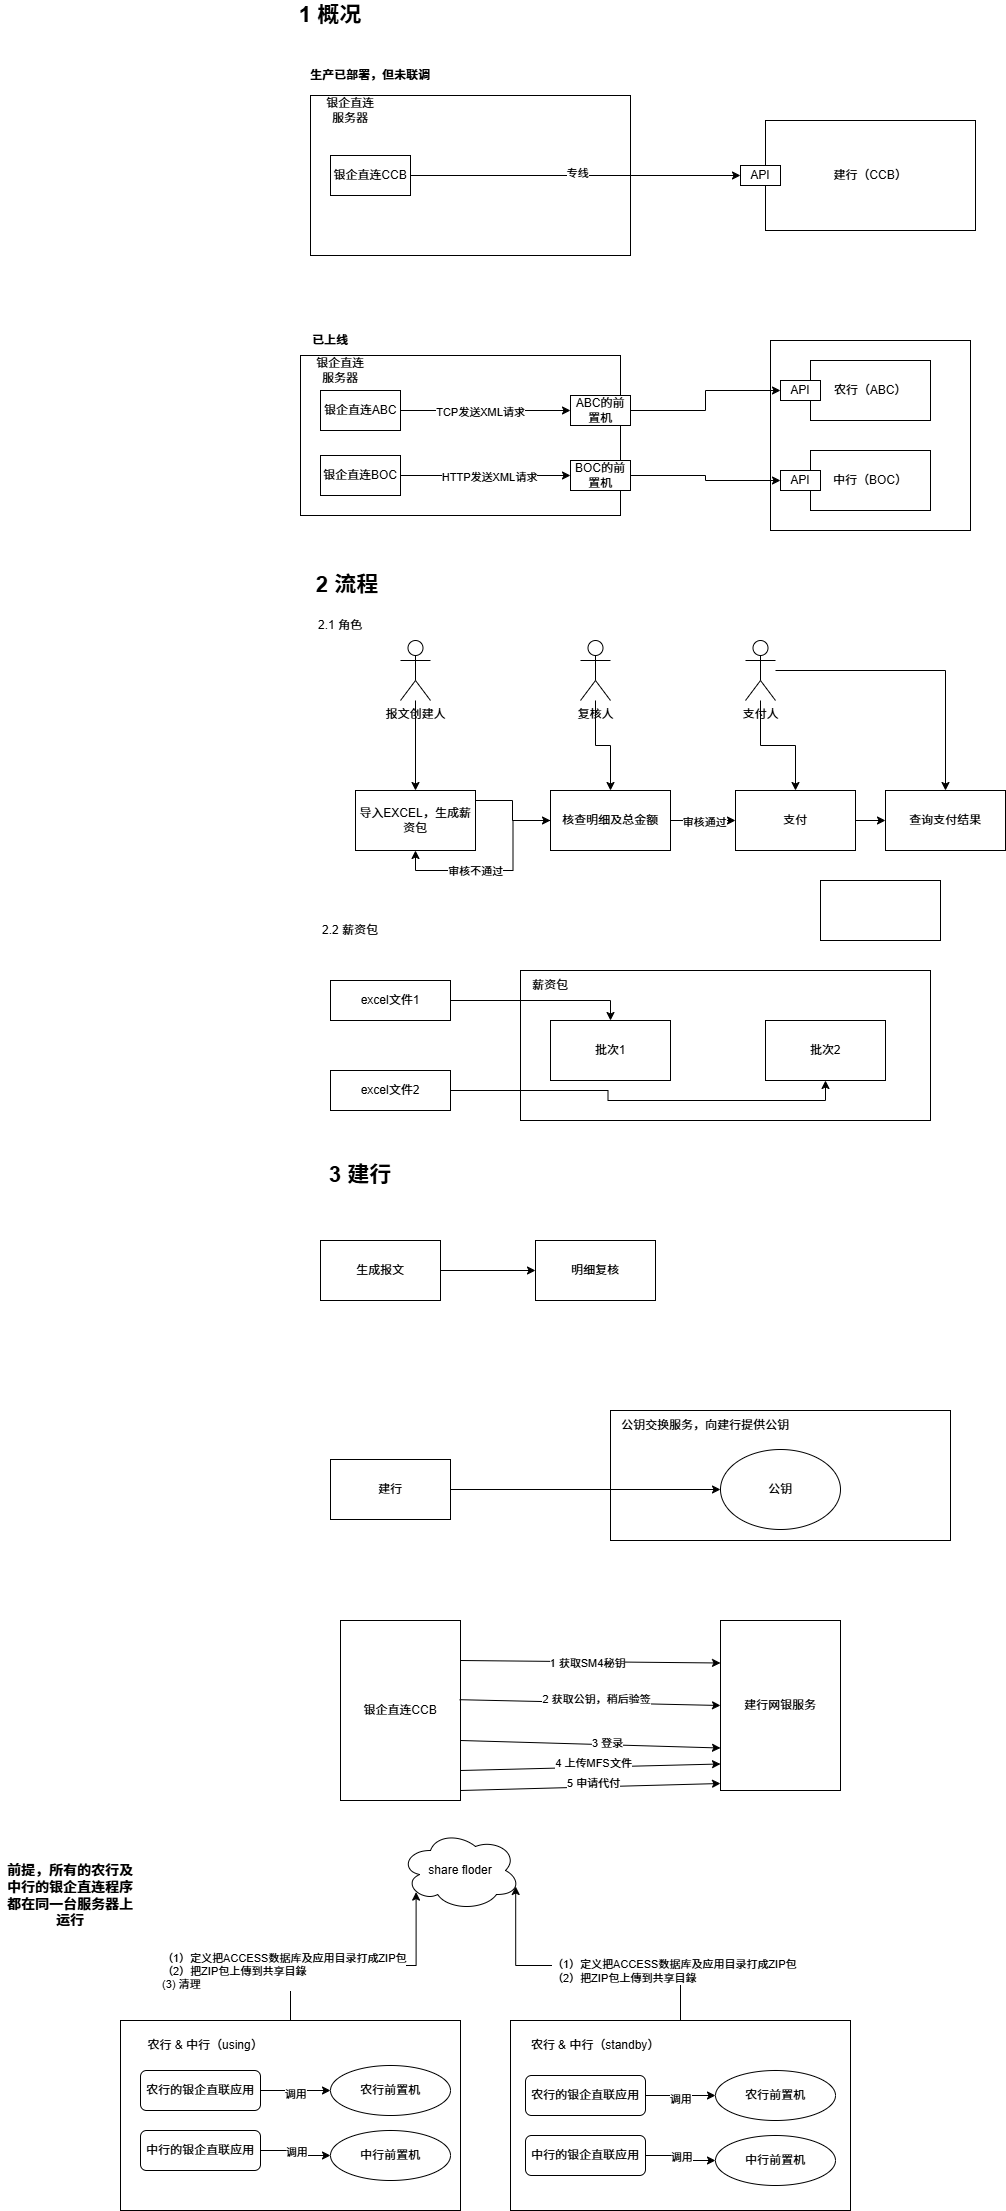 1 概况
生产已部署，但未联调
银企直连
服务器
银企直连CCB
专线
API
建行（CCB）
已上线
银企直连
服务器
银企直连ABC
TCP发送XML请求
ABC的前
置机
API
农行（ABC）
银企直连BOC
HTTP发送XML请求
BOC的前
置机
API
中行（BOC）
2 流程
2.1 角色
报文创建人
复核人
支付人
导入EXCEL，生成薪
资包
核查明细及总金额
审核通过
支付
查询支付结果
审核不通过
2.2 薪资包
excel文件1
薪资包
批次1
批次2
excel文件2
3 建行
生成报文
明细复核
公钥交换服务，向建行提供公钥
建行
公钥
银企直连CCB
1 获取SM4秘钥
2 获取公钥，稍后验签
3 登录
4 上传MFS文件
5 申请代付
建行网银服务
前提，所有的农行及
中行的银企直连程序
都在同一台服务器上
运行
share floder
（1）定义把ACCESS数据库及应用目录打成ZIP包
（2）把ZIP包上傳到共享目錄
(3) 清理
（1）定义把ACCESS数据库及应用目录打成ZIP包
（2）把ZIP包上傳到共享目錄
农行 & 中行（using）
农行的银企直联应用
调用
农行前置机
中行的银企直联应用
调用
中行前置机
农行 & 中行（standby）
农行的银企直联应用
调用
农行前置机
中行的银企直联应用
调用
中行前置机